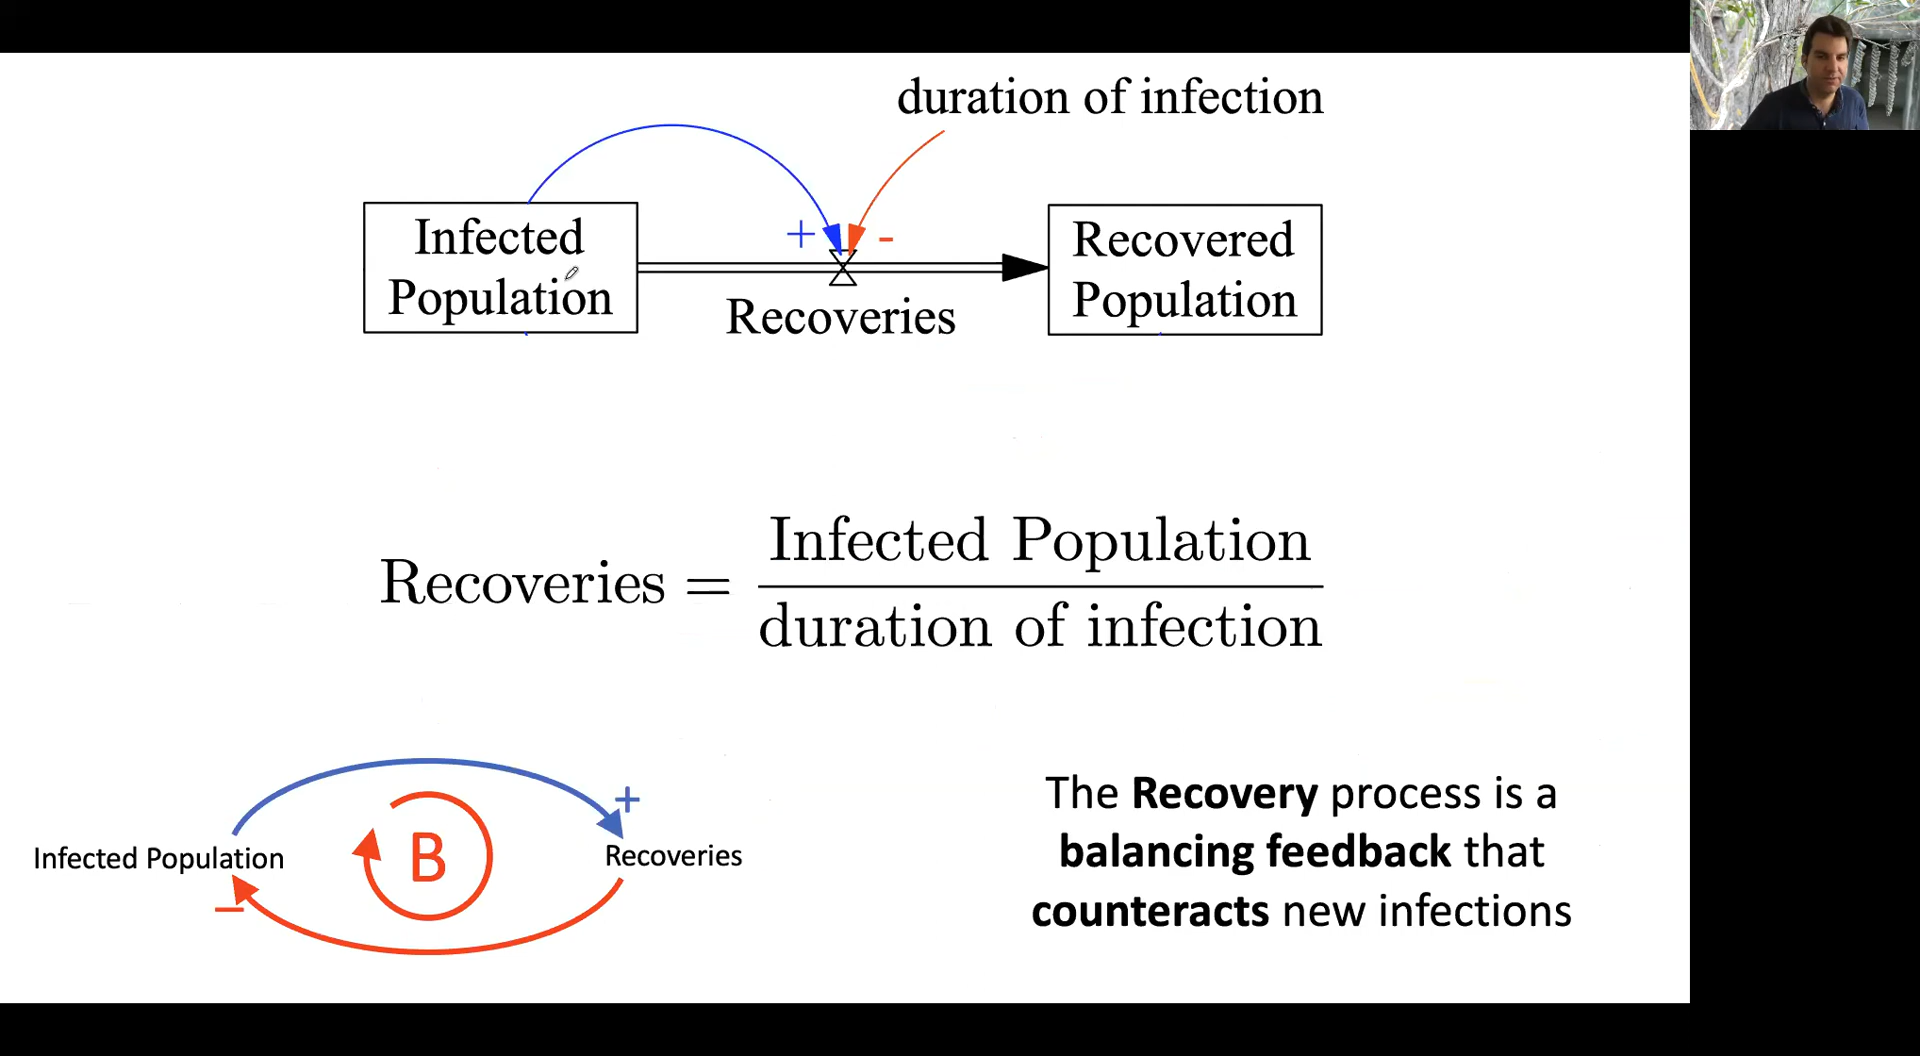 duration of infection
Infected
Population
+
-
Recoveries
Recovered
Population
Recoveries = Infected Population
duration of infection
+
Infected Population
B
Recoveries
−
The Recovery process is a
balancing feedback that
counteracts new infections